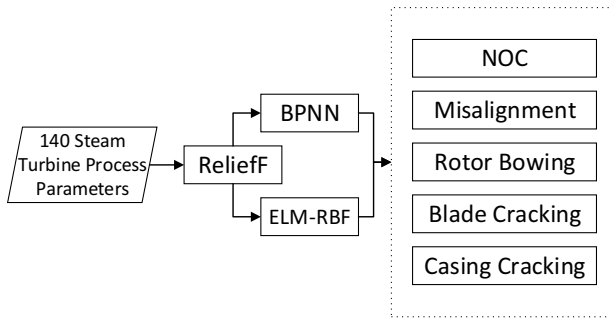 140 Steam
Turbine Process
Parameters
ReliefF
BPNN
ELM-RBF
NOC
Misalignment
Rotor Bowing
Blade Cracking
Casing Cracking